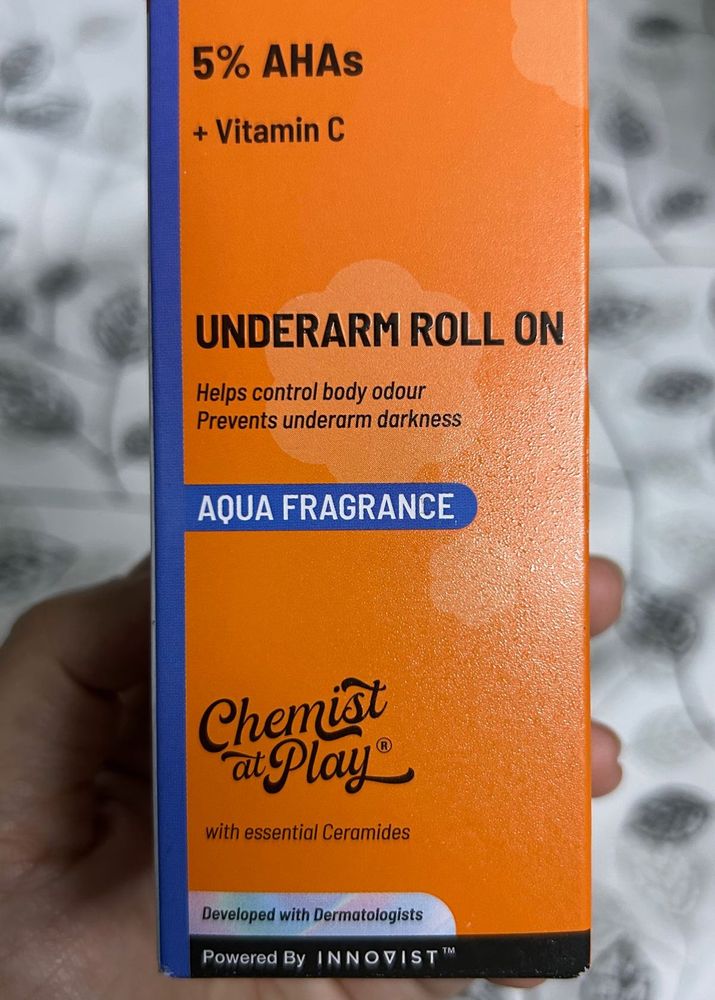 5% AHAs
+ Vitamin C
UNDERARM ROLL ON
Helps control body odour
Prevents underarm darkness
AQUA FRAGRANCE
Chemist
at Play®
with essential Ceramides
Developed with Dermatologists
Powered By INNOVIST™